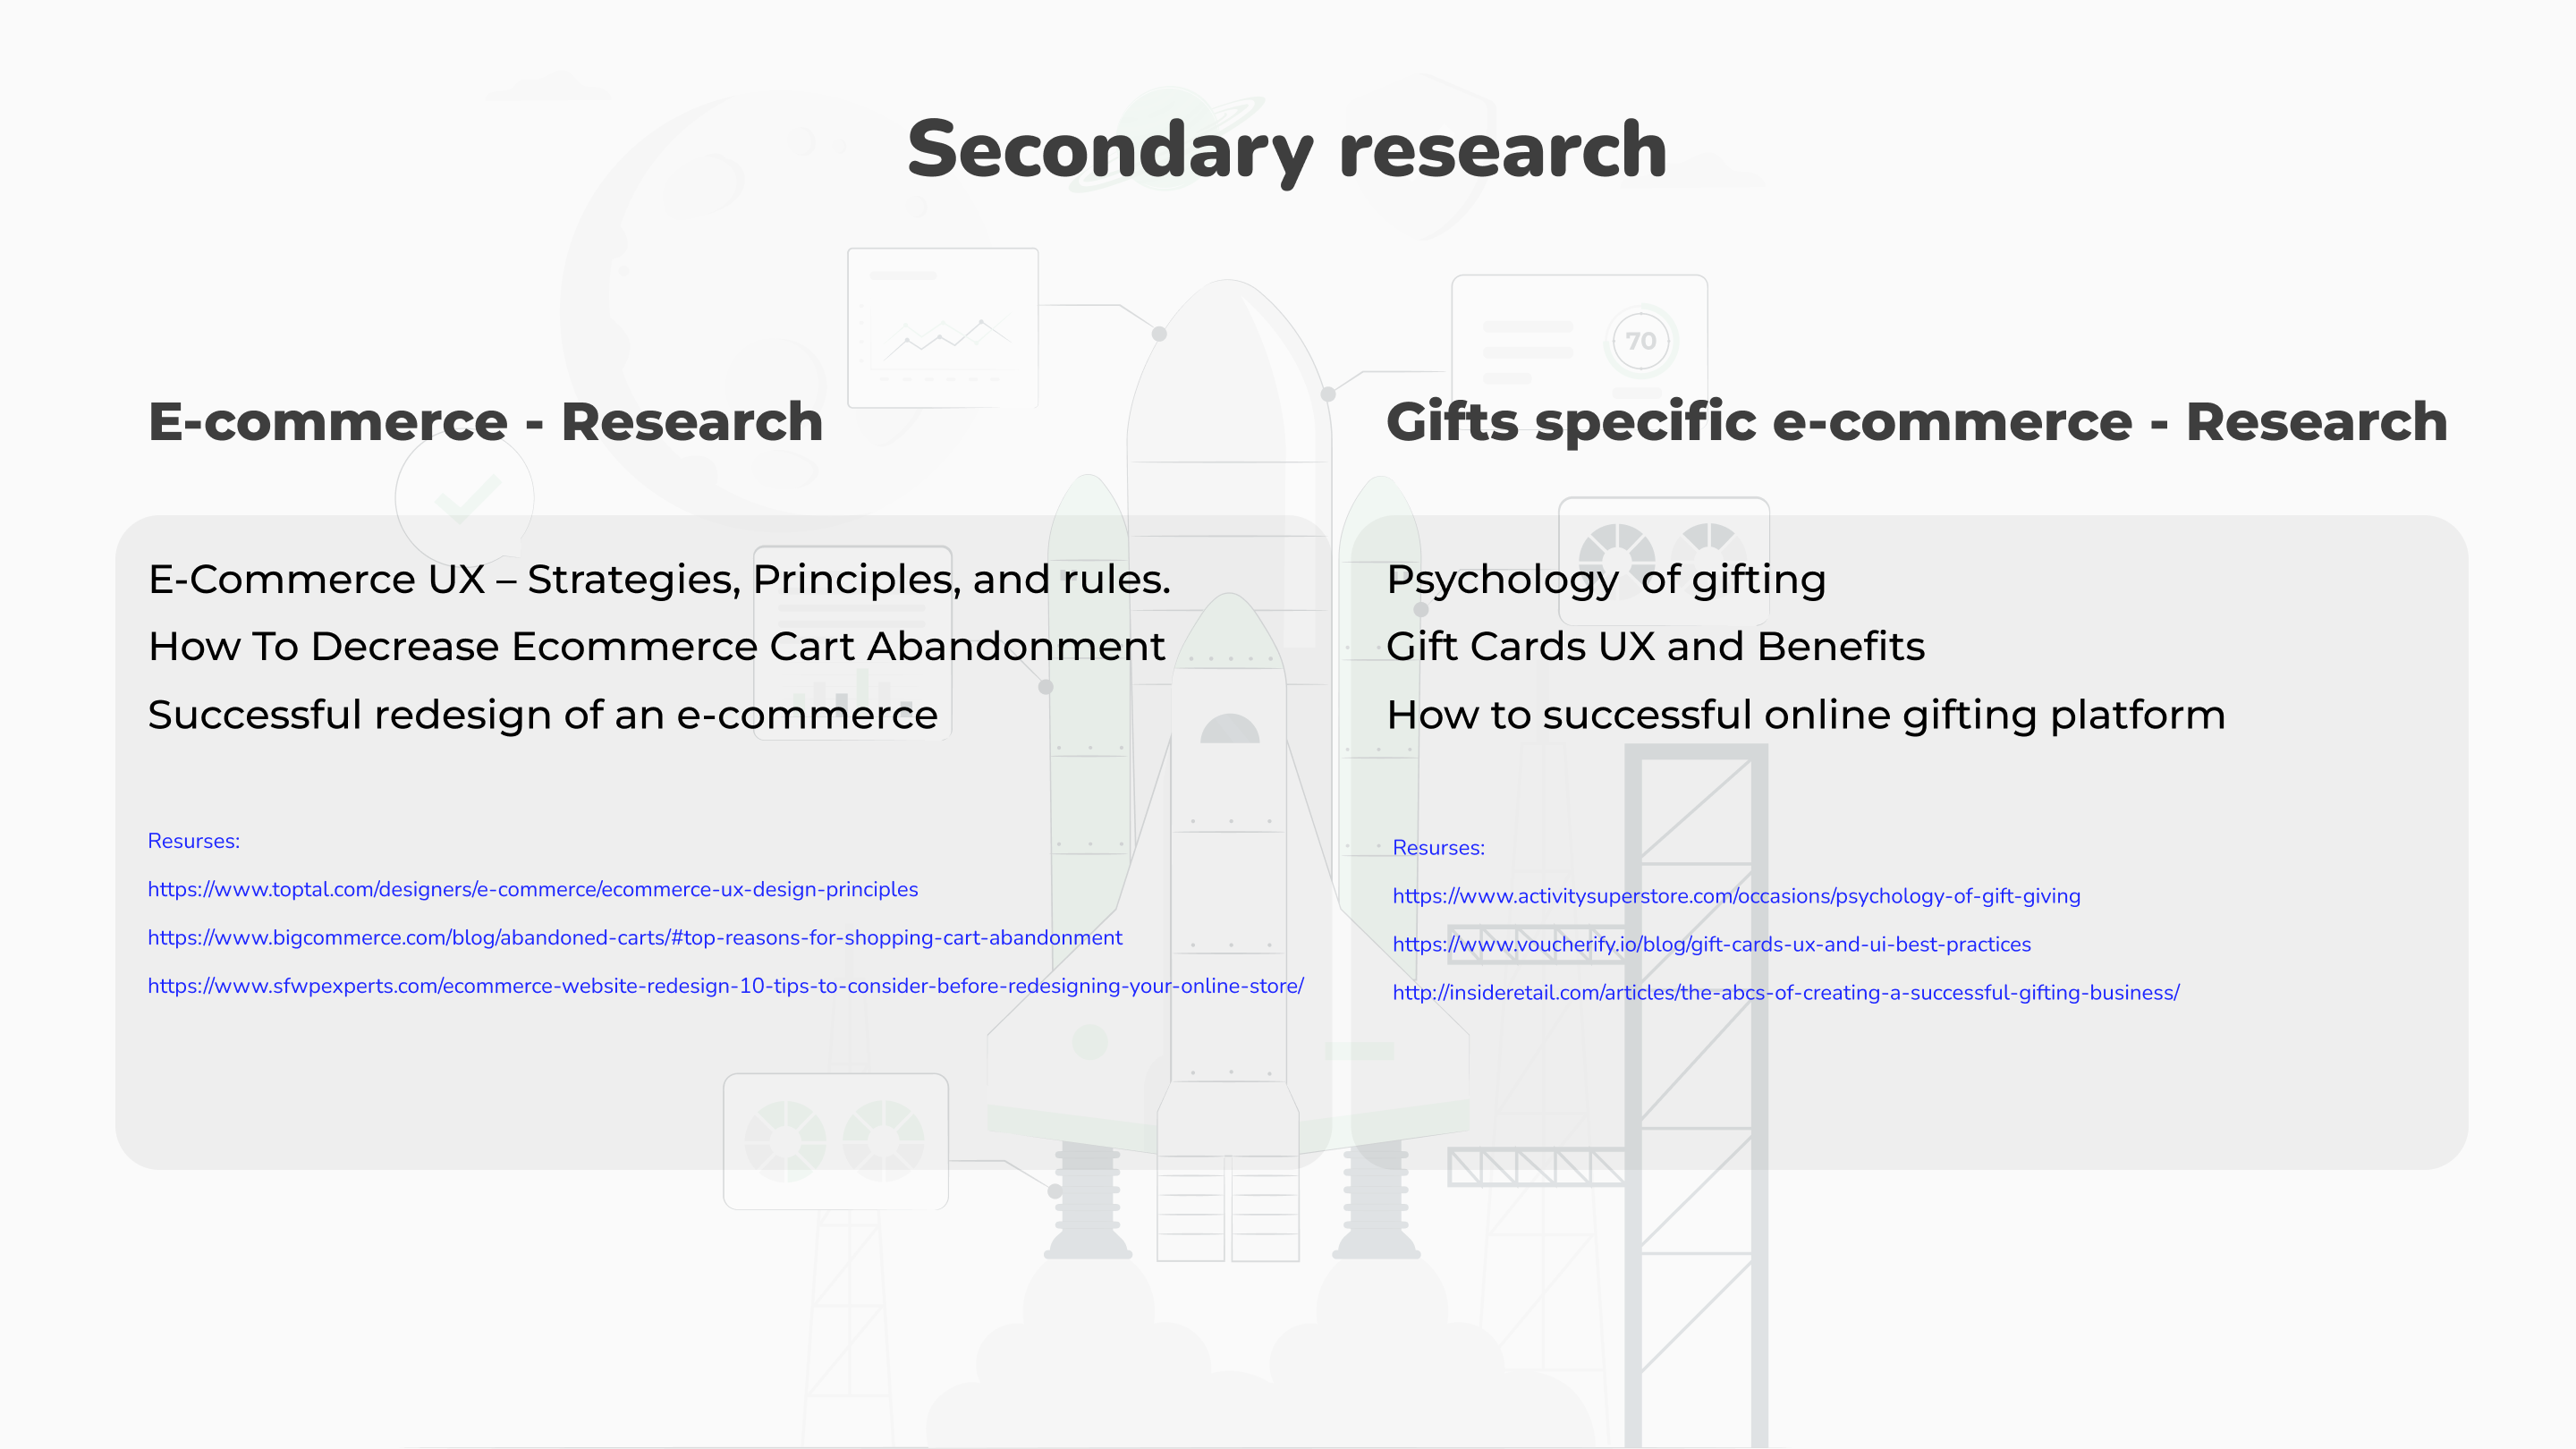 Secondary research
70
E-commerce - Research
E-Commerce UX – Strategies, Principles, and rules.
How To Decrease Ecommerce Cart Abandonment
Successful redesign of an e-commerce
Resurses:
https://www.toptal.com/designers/e-commerce/ecommerce-ux-design-principles
https://www.bigcommerce.com/blog/abandoned-carts/#top-reasons-for-shopping-cart-abandonment
https://www.sfwpexperts.com/ecommerce-website-redesign-10-tips-to-consider-before-redesigning-your-online-store/
Gifts specific e-commerce - Research
Psychology  of gifting
Gift Cards UX and Benefits
How to successful online gifting platform
Resurses:
https://www.activitysuperstore.com/occasions/psychology-of-gift-giving
https://www.voucherify.io/blog/gift-cards-ux-and-ui-best-practices
http://insideretail.com/articles/the-abcs-of-creating-a-successful-gifting-business/